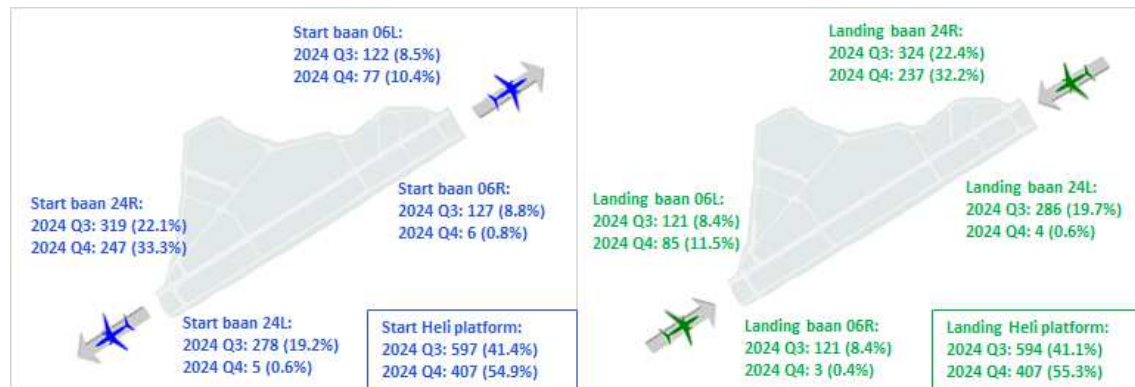 Start baan 06L:
2024 Q3: 122 (8.5%)
2024 Q4: 77 (10.4%)
Start baan 24R:
2024 Q3: 319 (22.1%)
2024 Q4: 247 (33.3%)
Start baan 06R:
2024 Q3: 127 (8.8%)
2024 Q4: 6 (0.8%)
Start baan 24L:
2024 Q3: 278 (19.2%)
2024 Q4: 5 (0.6%)
Start Heli platform:
2024 Q3: 597 (41.4%)
2024 Q4: 407 (54.9%)
Landing baan 24R:
2024 Q3: 324 (22.4%)
2024 Q4: 237 (32.2%)
Landing baan 06L:
2024 Q3: 121 (8.4%)
2024 Q4: 85 (11.5%)
Landing baan 24L:
2024 Q3: 286 (19.7%)
2024 Q4: 4 (0.6%)
Landing baan 06R:
2024 Q3: 121 (8.4%)
2024 Q4: 3 (0.4%)
Landing Heli platform:
2024 Q3: 594 (41.1%)
2024 Q4: 407 (55.3%)